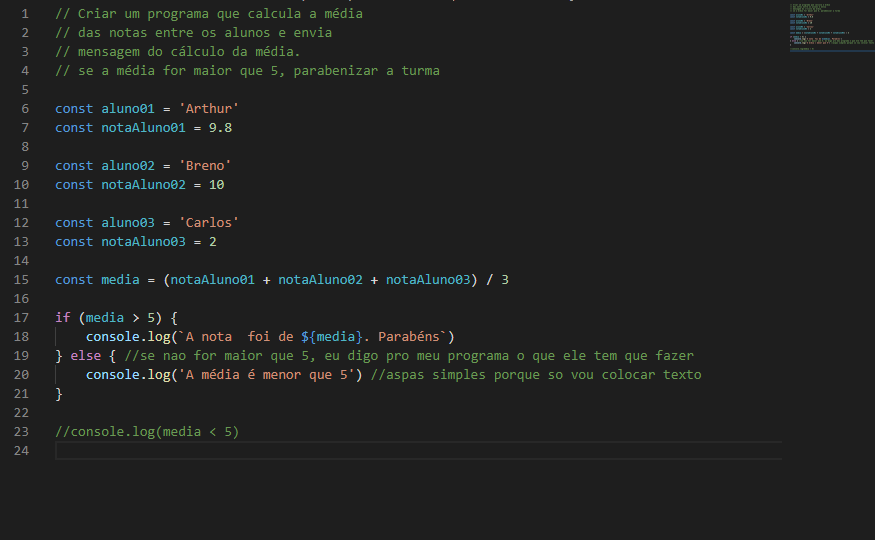 1 // Criar um programa que calcula a média
2 // das notas entre os alunos e envia
3 // mensagem do cálculo da média.
4 // se a média for maior que 5, parabenizar a turma
5
6 const aluno01 = 'Arthur'
7 const notaAluno01 = 9.8
8
9 const aluno02 = 'Breno'
10 const notaAluno02 = 10
11
12 const aluno03 = 'Carlos'
13 const notaAluno03 = 2
14
15 const media = (notaAluno01 + notaAluno02 + notaAluno03) / 3
16
17 if (media > 5) {
18     console.log(`A nota  foi de ${media}. Parabéns`)
19 } else { //se nao for maior que 5, eu digo pro meu programa o que ele tem que fazer
20     console.log('A média é menor que 5') //aspas simples porque so vou colocar texto
21 }
22
23 //console.log(media < 5)
24